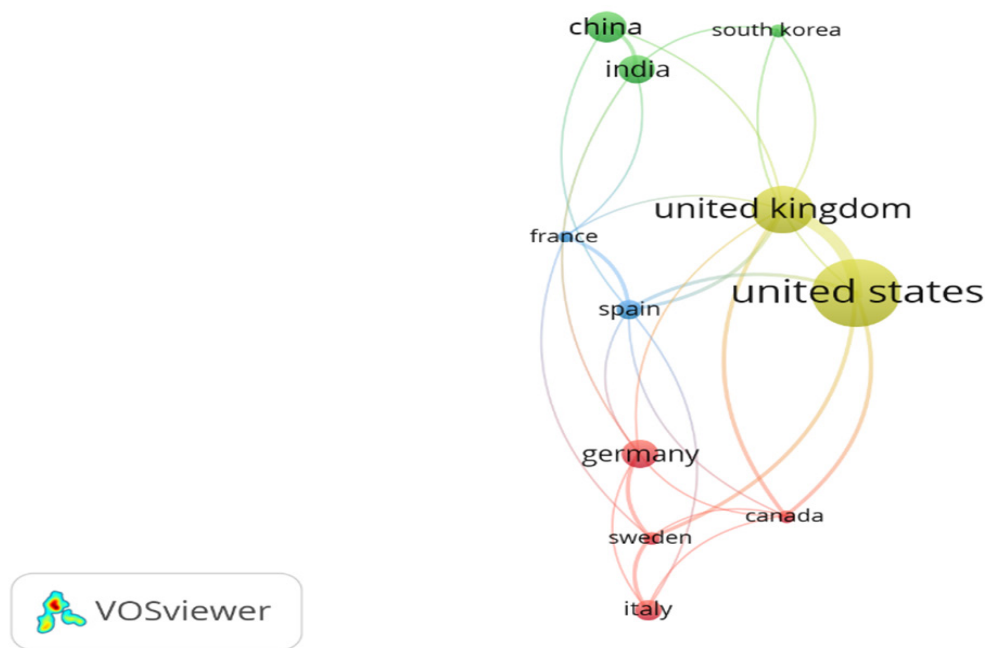 china
south korea
india
united kingdom
france
united states
spain
germany
canada
sweden
italy
VOSviewer